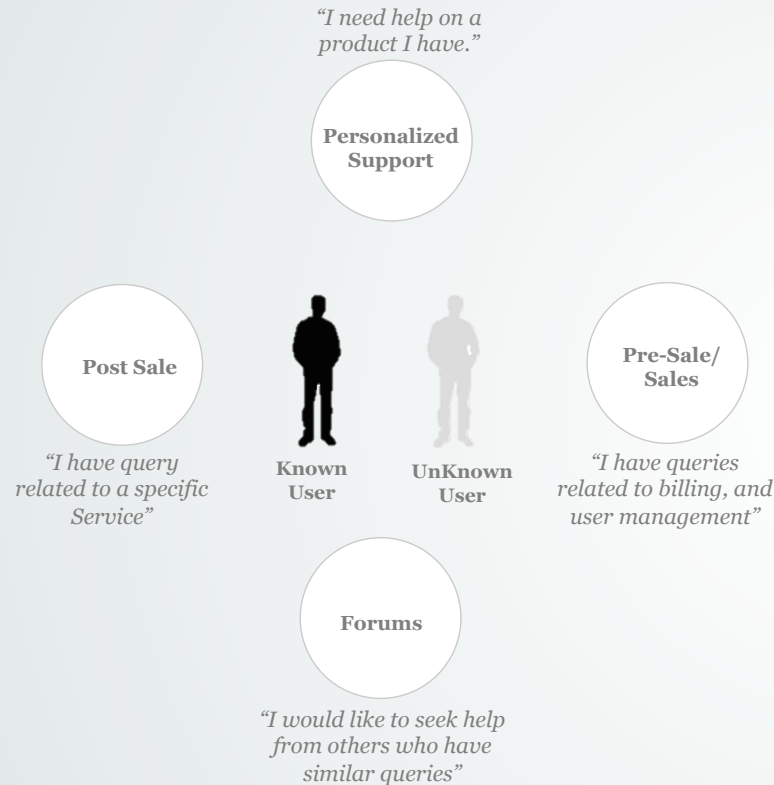 “I need help on a
product I have.”
Personalized
Support
Post Sale
“I have query
related to a specific
Service”
Known
User
UnKnown
User
Pre-Sale/
Sales
“I have queries
related to billing, and
user management”
Forums
“I would like to seek help
from others who have
similar queries”